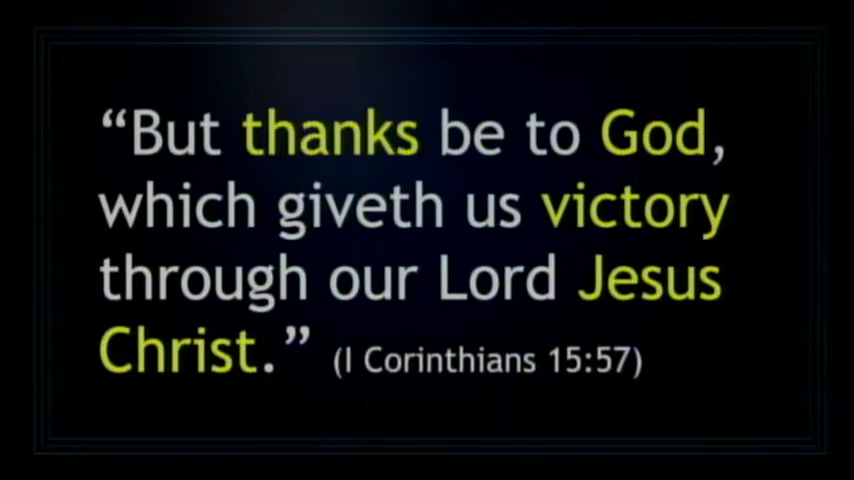 “But thanks be to God,
which giveth us victory
through our Lord Jesus
Christ.” (I Corinthians 15:57)